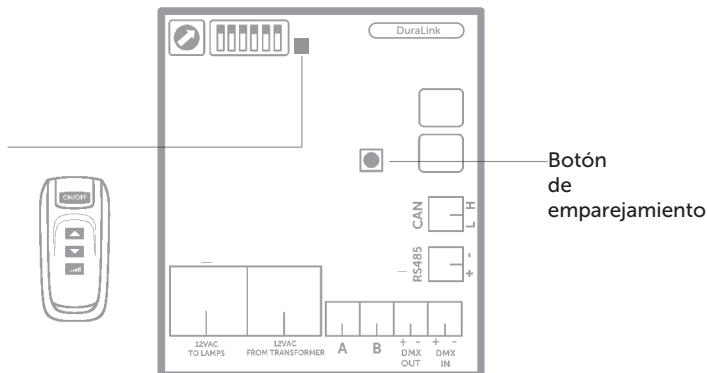 DuraLink
Botón
de
emparejamiento
ON/OFF
CAN
H
L
RS485
-
+
12VAC
TO LAMPS
12VAC
FROM TRANSFORMER
A
B
+ -
DMX
OUT
+ -
DMX
IN